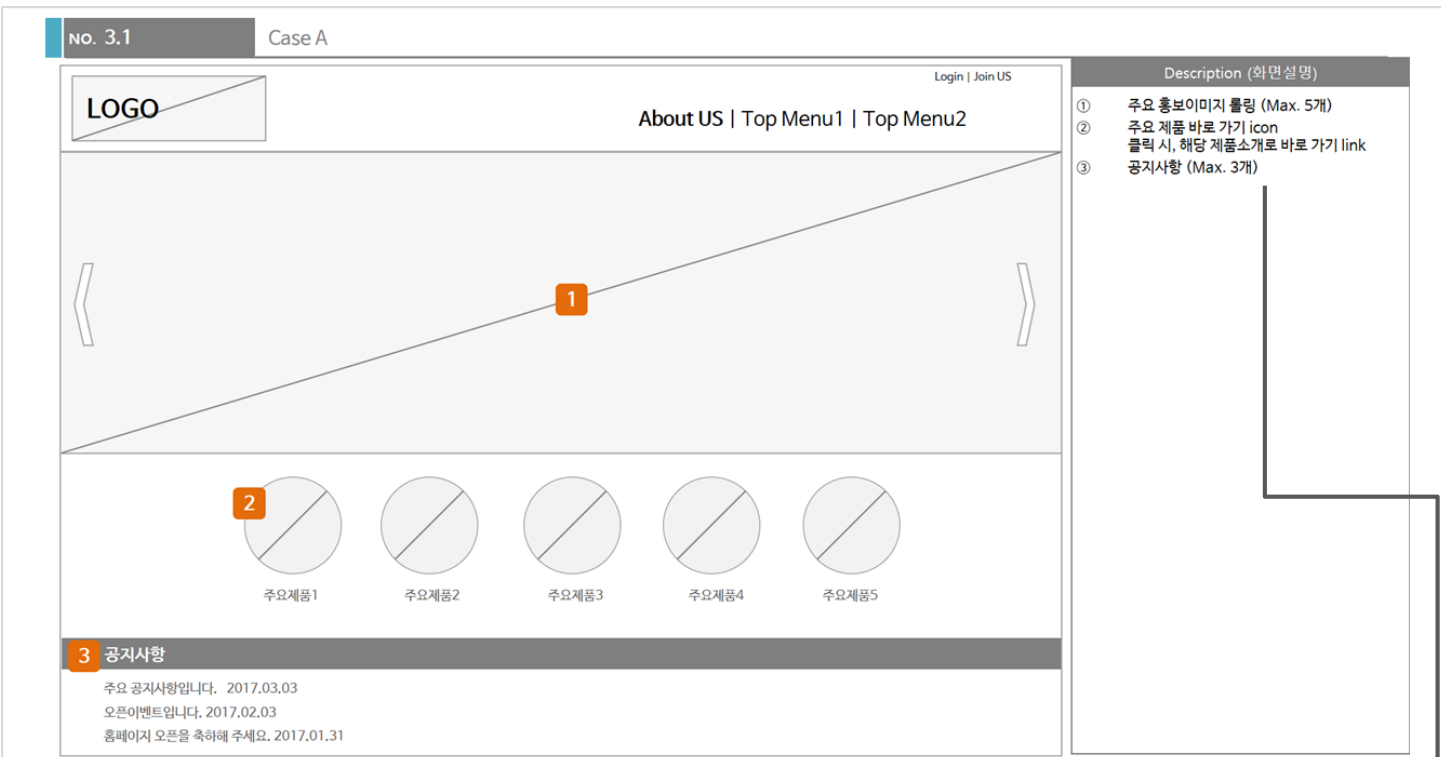 NO. 3.1
Case A
Login | Join US
LOGO
About US | Top Menu1 | Top Menu2
1
2
주요제품1
주요제품2
주요제품3
주요제품4
주요제품5
3 공지사항
주요 공지사항입니다. 2017.03.03
오픈이벤트입니다. 2017.02.03
홈페이지 오픈을 축하해 주세요. 2017.01.31
Description (화면설명)
① 주요 홍보이미지 롤링 (Max. 5개)
② 주요 제품 바로 가기 icon
클릭 시, 해당 제품소개로 바로 가기 link
③ 공지사항 (Max. 3개)